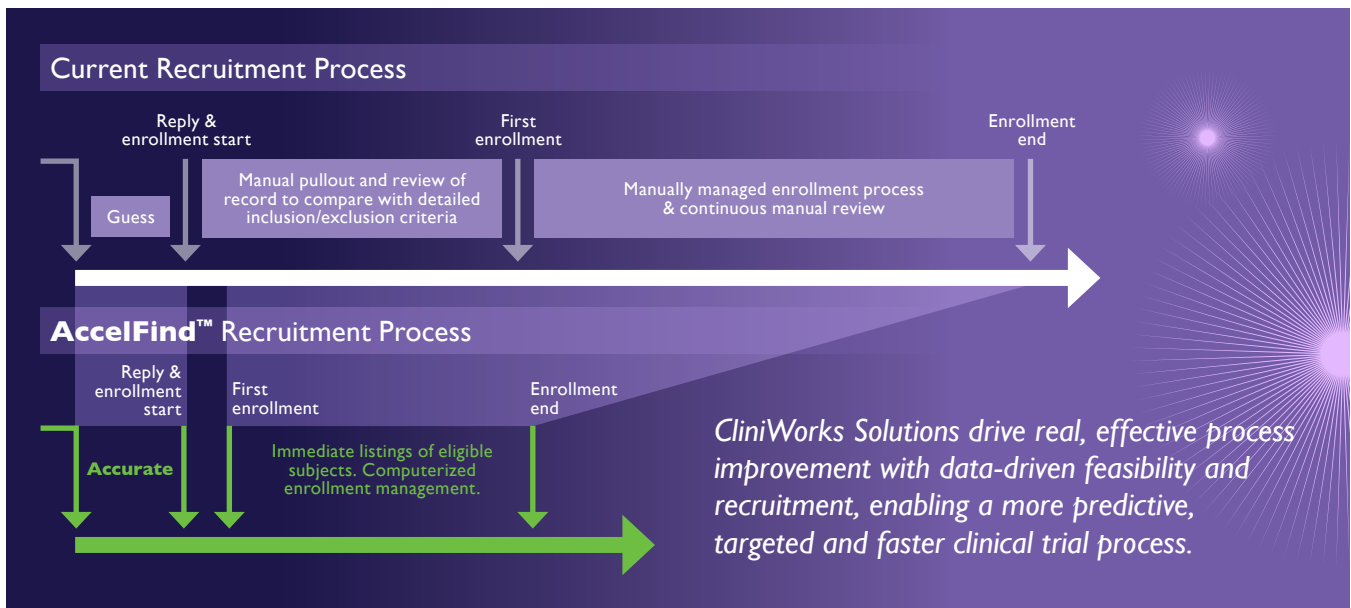 Current Recruitment Process
Reply &
enrollment start
First
enrollment
Enrollment
end
Guess
Manual pullout and review of
record to compare with detailed
inclusion/exclusion criteria
Manually managed enrollment process
& continuous manual review
AccelFind™ Recruitment Process
Reply &
enrollment
start
First
enrollment
Enrollment
end
Accurate
Immediate listings of eligible
subjects. Computerized
enrollment management.
CliniWorks Solutions drive real, effective process
improvement with data-driven feasibility and
recruitment, enabling a more predictive,
targeted and faster clinical trial process.